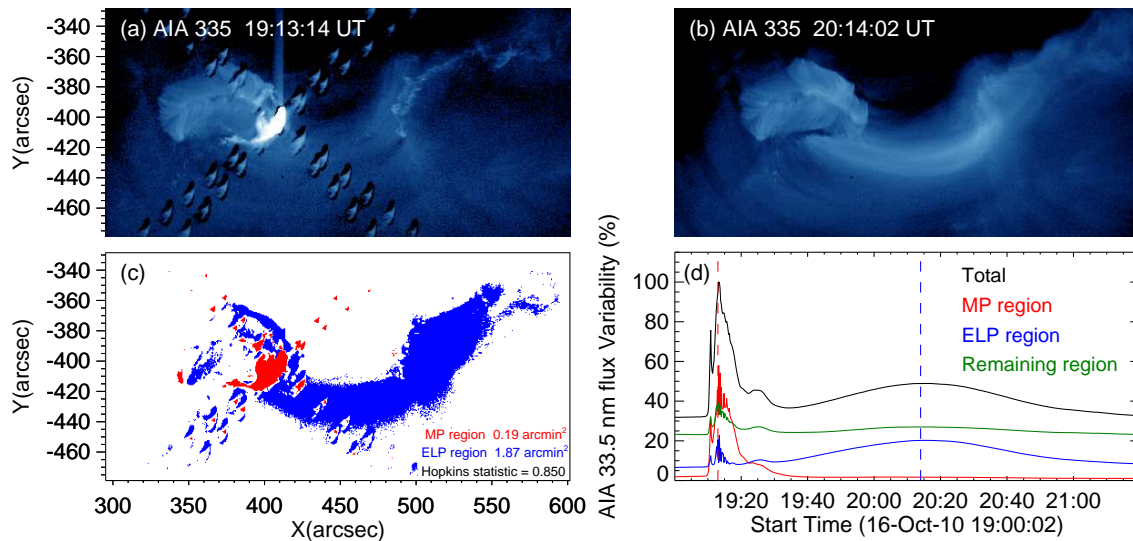 (a) AIA 335 19:13:14 UT
(b) AIA 335 20:14:02 UT
-340
-360
-380
-400
-420
-440
-460
Y(arcsec)
(c)
-340
-360
-380
-400
-420
-440
-460
Y(arcsec)
MP region 0.19 arcmin²
ELP region 1.87 arcmin²
Hopkins statistic = 0.850
300
350
400
450
500
550
600
X(arcsec)
(d)
Total
MP region
ELP region
Remaining region
100
80
60
40
20
0
AIA 33.5 nm flux Variability (%)
19:20
19:40
20:00
20:20
20:40
21:00
Start Time (16-Oct-10 19:00:02)